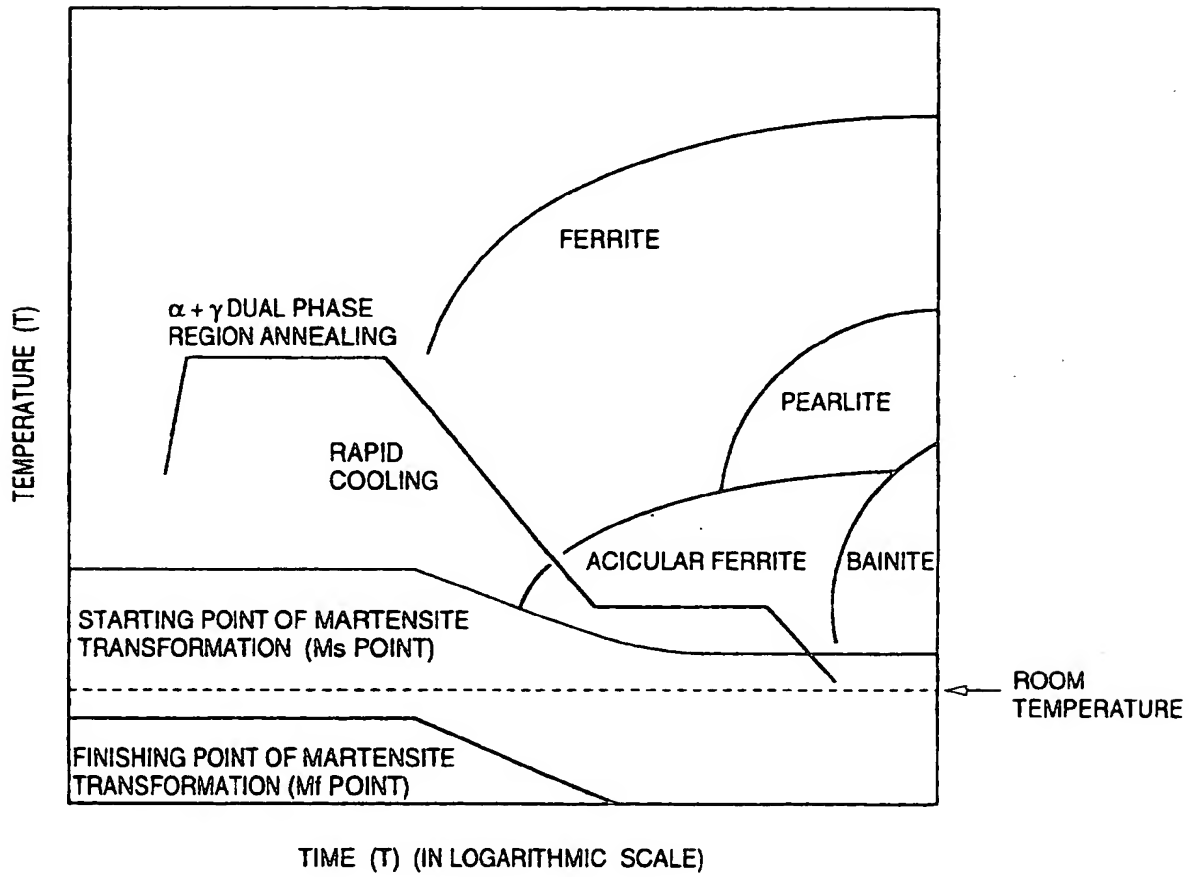 FERRITE
α + γ DUAL PHASE
REGION ANNEALING
TEMPERATURE (T)
PEARLITE
RAPID
COOLING
ACICULAR FERRITE
BAINITE
STARTING POINT OF MARTENSITE
TRANSFORMATION (Ms POINT)
ROOM
TEMPERATURE
FINISHING POINT OF MARTENSITE
TRANSFORMATION (Mf POINT)
TIME (T) (IN LOGARITHMIC SCALE)